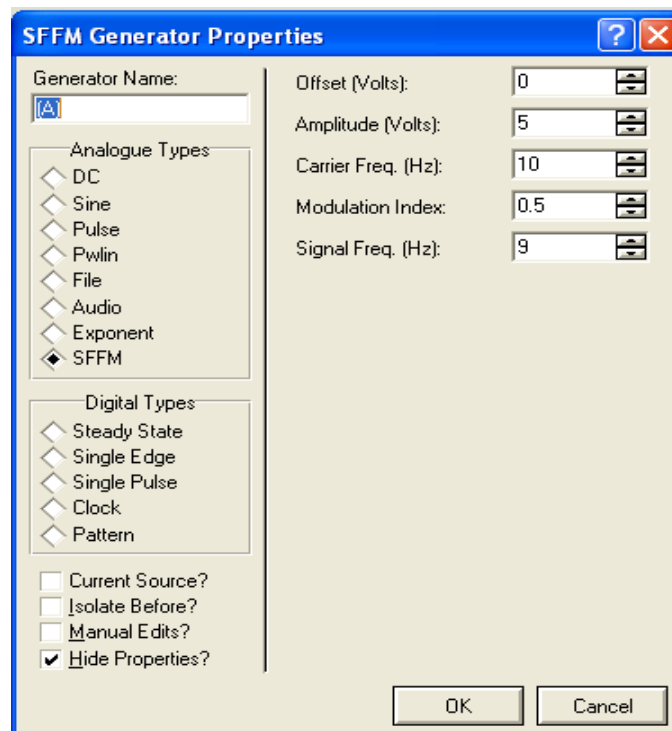 SFFM Generator Properties
Generator Name:
(A)
Analogue Types
DC
Sine
Pulse
Pwlin
File
Audio
Exponent
SFFM
Digital Types
Steady State
Single Edge
Single Pulse
Clock
Pattern
Current Source?
Isolate Before?
Manual Edits?
Hide Properties?
Offset (Volts): 0
Amplitude (Volts): 5
Carrier Freq. (Hz): 10
Modulation Index: 0.5
Signal Freq. (Hz): 9
OK Cancel